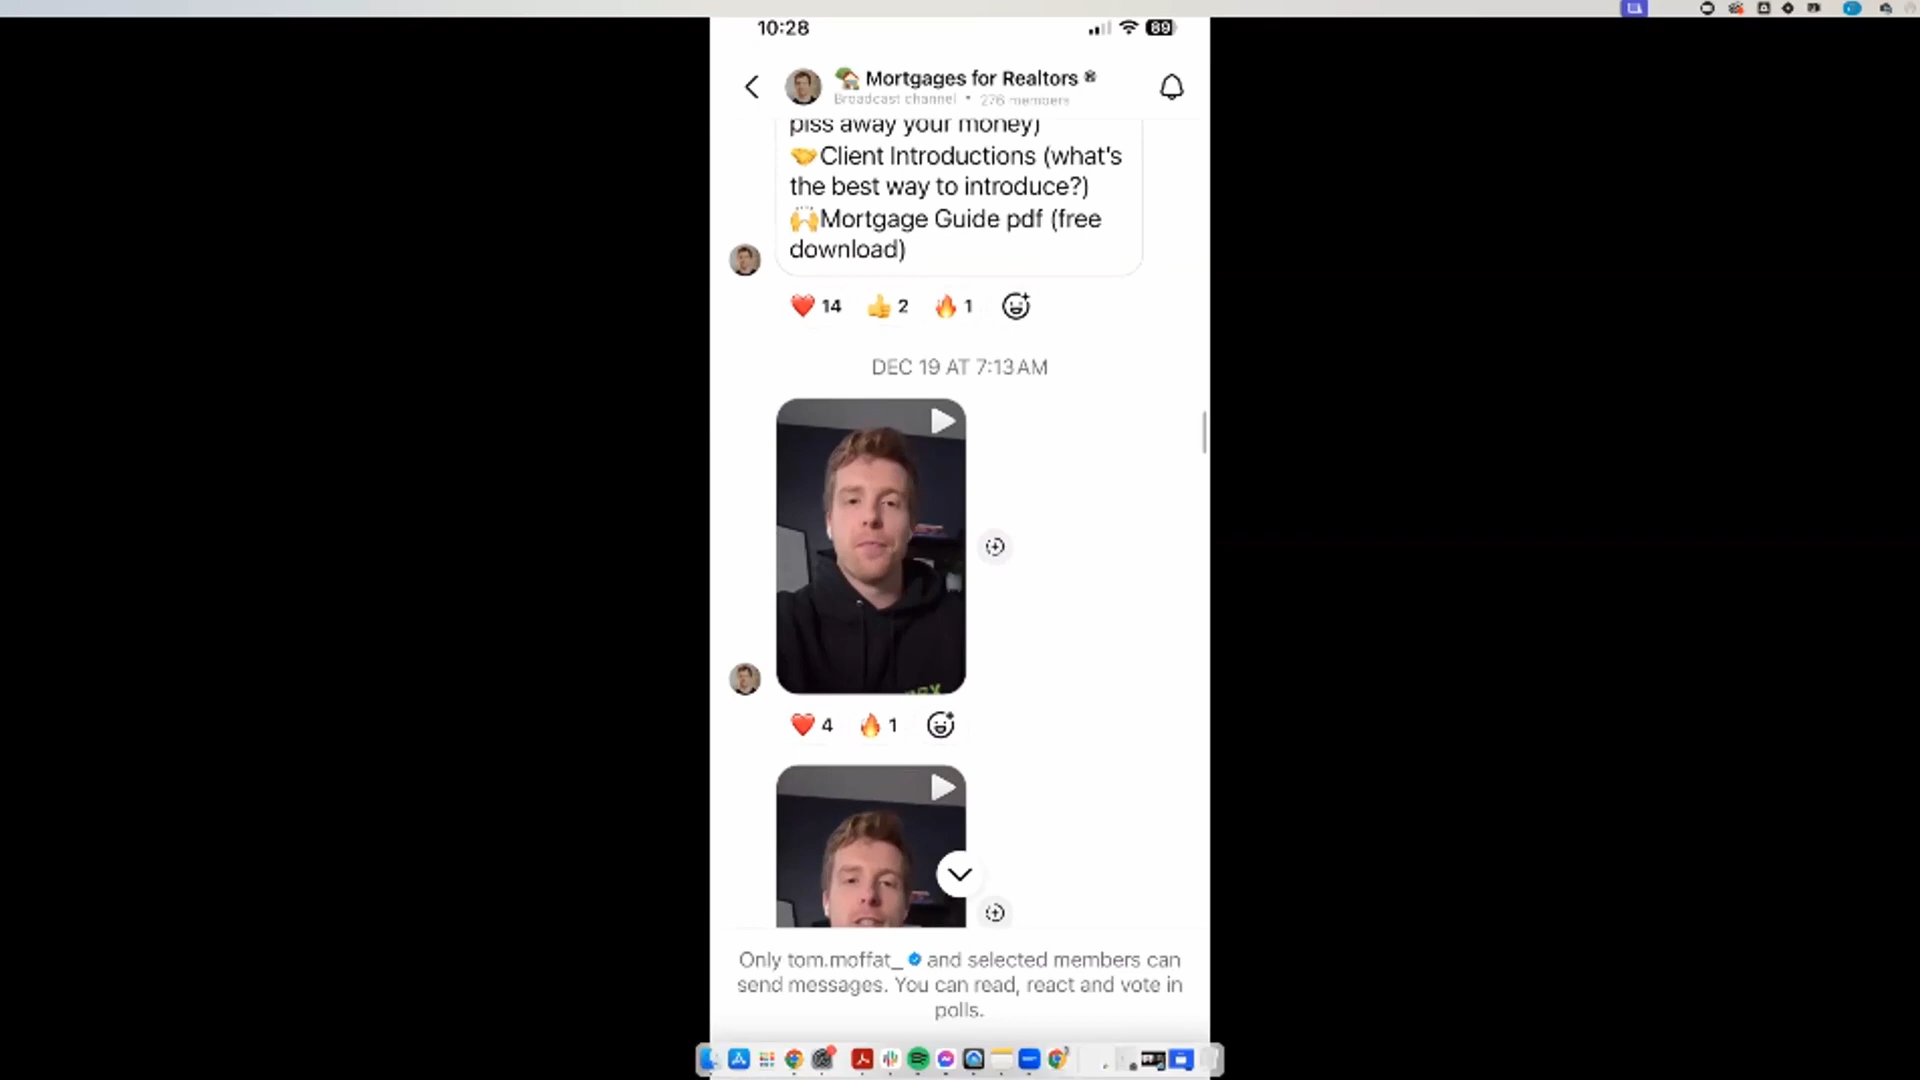 10:28
89
Mortgages for Realtors
Broadcast channel • 276 members
piss away your money)
🤝Client Introductions (what's
the best way to introduce?)
🙌Mortgage Guide pdf (free
download)
❤️ 14 👍 2 🔥 1
DEC 19 AT 7:13 AM
❤️ 4 🔥 1
Only tom.moffat_ and selected members can
send messages. You can read, react and vote in
polls.